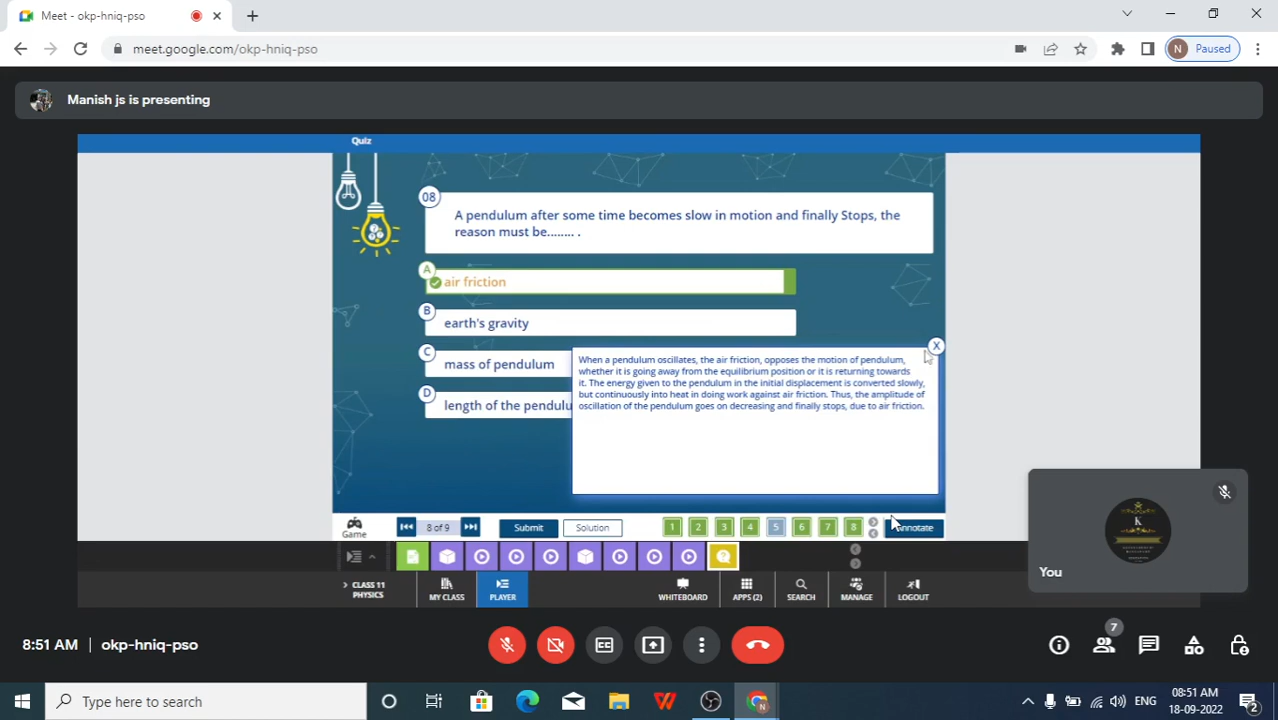 Meet - okp-hniq-pso
meet.google.com/okp-hniq-pso
N Paused
Manish js is presenting
Quiz
08
A pendulum after some time becomes slow in motion and finally Stops, the
reason must be........ .
A
air friction
B
earth's gravity
C
mass of pendulum
D
length of the pendulu
X
When a pendulum oscillates, the air friction, opposes the motion of pendulum,
whether it is going away from the equilibrium position or it is returning towards
it. The energy given to the pendulum in the initial displacement is converted slowly,
but continuously into heat in doing work against air friction. Thus, the amplitude of
oscillation of the pendulum goes on decreasing and finally stops, due to air friction.
Game
8 of 9
Submit
Solution
1 2 3 4 5 6 7 8
Annotate
CLASS 11
PHYSICS
MY CLASS
PLAYER
WHITEBOARD
APPS (2)
SEARCH
MANAGE
LOGOUT
K
You
8:51 AM | okp-hniq-pso
7
Type here to search
ENG
08:51 AM
18-09-2022
2